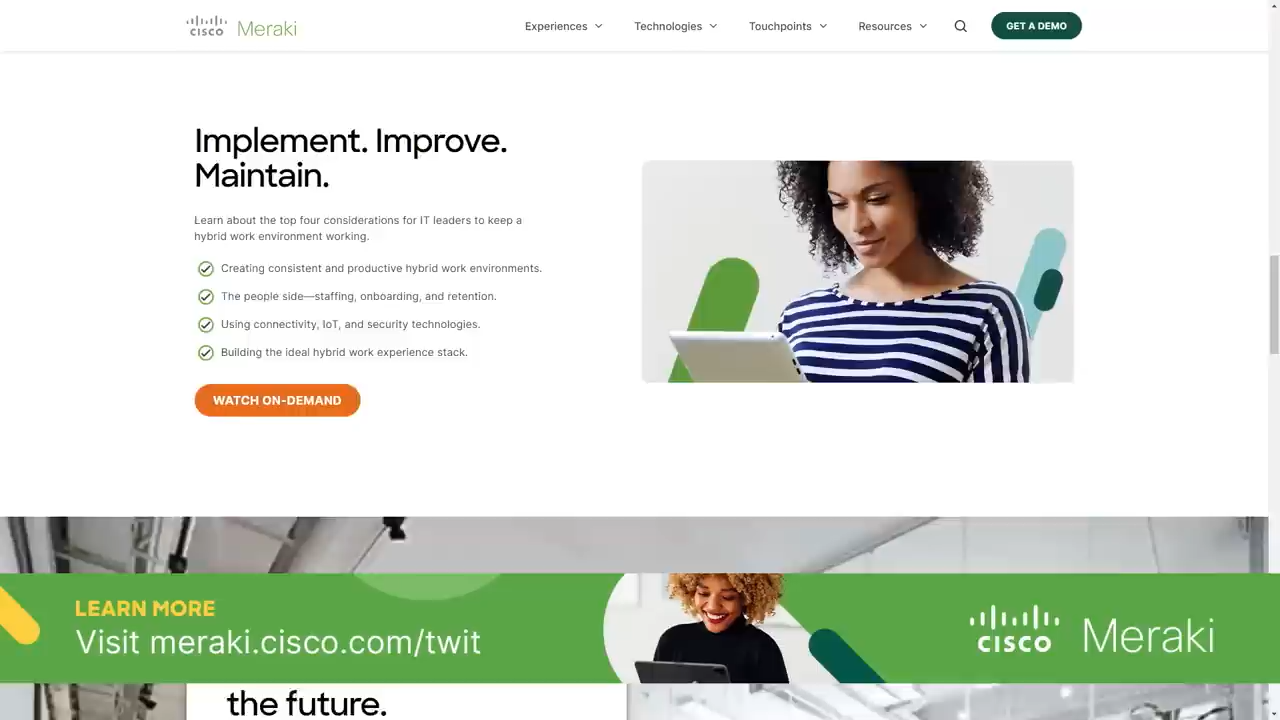 cisco Meraki
Experiences
Technologies
Touchpoints
Resources
GET A DEMO
Implement. Improve.
Maintain.
Learn about the top four considerations for IT leaders to keep a
hybrid work environment working.
Creating consistent and productive hybrid work environments.
The people side—staffing, onboarding, and retention.
Using connectivity, IoT, and security technologies.
Building the ideal hybrid work experience stack.
WATCH ON-DEMAND
LEARN MORE
Visit meraki.cisco.com/twit
cisco Meraki
the future.